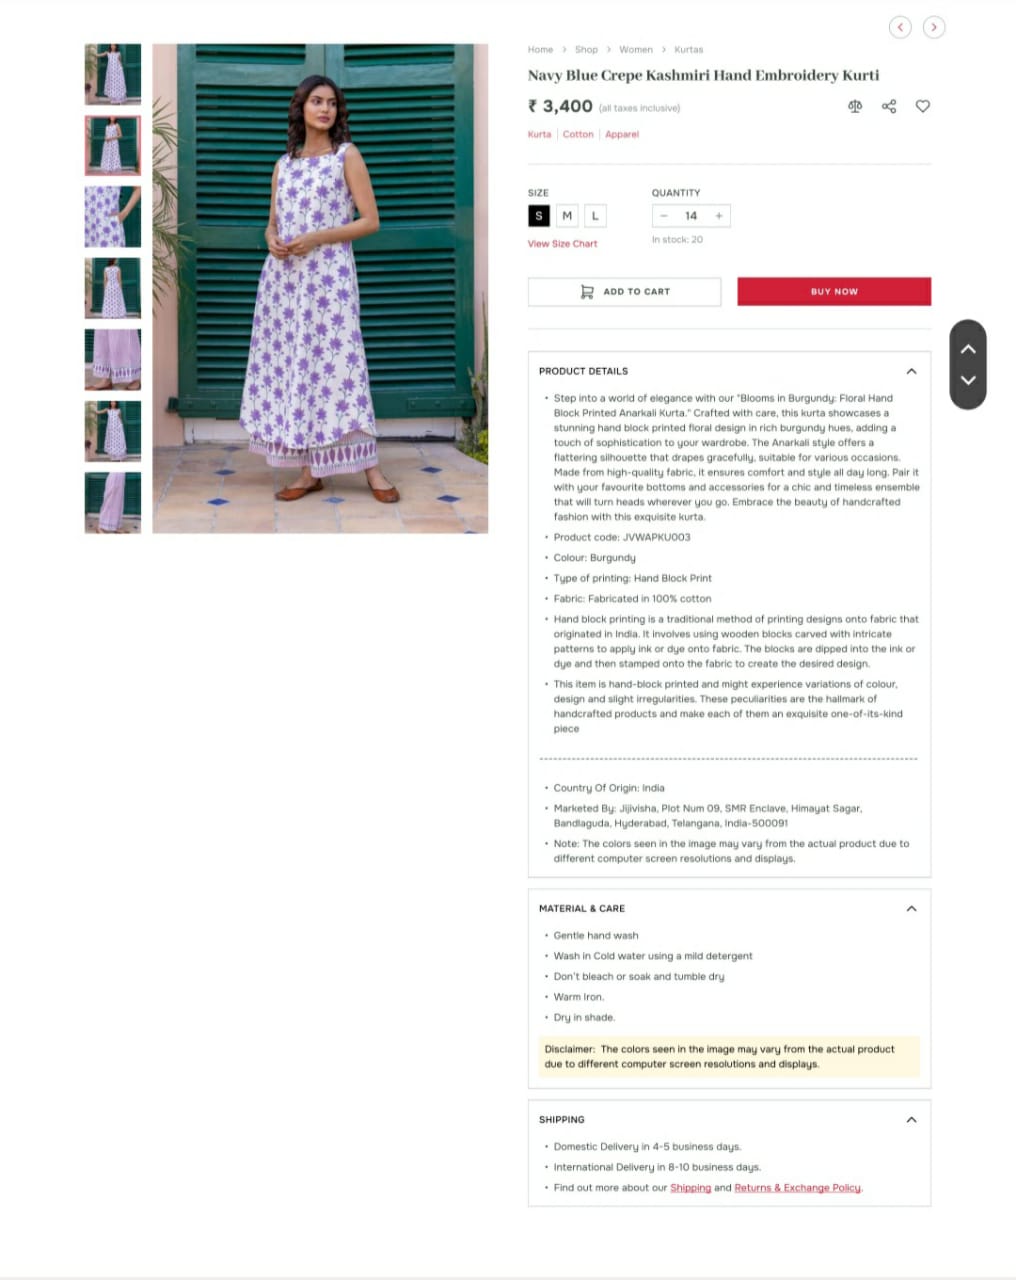 Home > Shop > Women > Kurtas
Navy Blue Crepe Kashmiri Hand Embroidery Kurti
₹ 3,400 (all taxes inclusive)
Kurta | Cotton | Apparel
SIZE
S M L
View Size Chart
QUANTITY
− 14 +
In stock: 20
ADD TO CART
BUY NOW
PRODUCT DETAILS
• Step into a world of elegance with our "Blooms in Burgundy: Floral Hand
Block Printed Anarkali Kurta." Crafted with care, this kurta showcases a
stunning hand block printed floral design in rich burgundy hues, adding a
touch of sophistication to your wardrobe. The Anarkali style offers a
flattering silhouette that drapes gracefully, suitable for various occasions.
Made from high-quality fabric, it ensures comfort and style all day long. Pair it
with your favourite bottoms and accessories for a chic and timeless ensemble
that will turn heads wherever you go. Embrace the beauty of handcrafted
fashion with this exquisite kurta.
• Product code: JVWAPKU003
• Colour: Burgundy
• Type of printing: Hand Block Print
• Fabric: Fabricated in 100% cotton
• Hand block printing is a traditional method of printing designs onto fabric that
originated in India. It involves using wooden blocks carved with intricate
patterns to apply ink or dye onto fabric. The blocks are dipped into the ink or
dye and then stamped onto the fabric to create the desired design.
• This item is hand-block printed and might experience variations of colour,
design and slight irregularities. These peculiarities are the hallmark of
handcrafted products and make each of them an exquisite one-of-its-kind
piece
• Country Of Origin: India
• Marketed By: Jijivisha, Plot Num 09, SMR Enclave, Himayat Sagar,
Bandlaguda, Hyderabad, Telangana, India-500091
• Note: The colors seen in the image may vary from the actual product due to
different computer screen resolutions and displays.
MATERIAL & CARE
• Gentle hand wash
• Wash in Cold water using a mild detergent
• Don't bleach or soak and tumble dry
• Warm Iron.
• Dry in shade.
Disclaimer: The colors seen in the image may vary from the actual product
due to different computer screen resolutions and displays.
SHIPPING
• Domestic Delivery in 4-5 business days.
• International Delivery in 8-10 business days.
• Find out more about our Shipping and Returns & Exchange Policy.